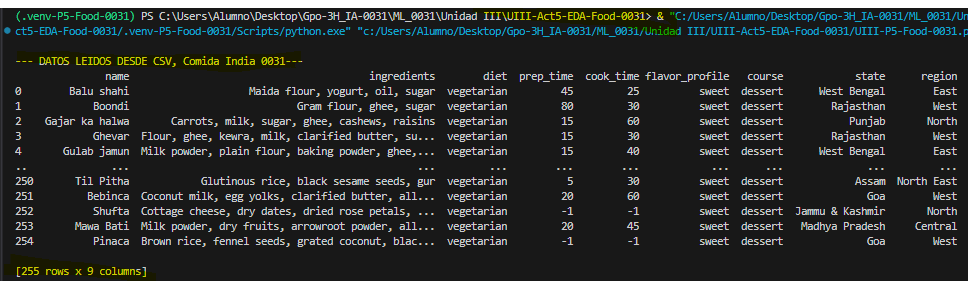 (.venv-P5-Food-0031) PS C:\Users\Alumno\Desktop\Gpo-3H_IA-0031\ML_0031\Unidad III\UIII-Act5-EDA-Food-0031> & "C:/Users/Alumno/Desktop/Gpo-3H_IA-0031/ML_0031/Un
ct5-EDA-Food-0031/.venv-P5-Food-0031/Scripts/python.exe" "c:/Users/Alumno/Desktop/Gpo-3H_IA-0031/ML_0031/Unidad III/UIII-Act5-EDA-Food-0031/UIII-P5-Food-0031.p
--- DATOS LEIDOS DESDE CSV, Comida India 0031---
name ingredients diet prep_time cook_time flavor_profile course state region
0 Balu shahi Maida flour, yogurt, oil, sugar vegetarian 45 25 sweet dessert West Bengal East
1 Boondi Gram flour, ghee, sugar vegetarian 80 30 sweet dessert Rajasthan West
2 Gajar ka halwa Carrots, milk, sugar, ghee, cashews, raisins vegetarian 15 60 sweet dessert Punjab North
3 Ghevar Flour, ghee, kewra, milk, clarified butter, su... vegetarian 15 30 sweet dessert Rajasthan West
4 Gulab jamun Milk powder, plain flour, baking powder, ghee,... vegetarian 15 40 sweet dessert West Bengal East
.. ... ... ... ... ... ... ... ... ...
250 Til Pitha Glutinous rice, black sesame seeds, gur vegetarian 5 30 sweet dessert Assam North East
251 Bebinca Coconut milk, egg yolks, clarified butter, all... vegetarian 20 60 sweet dessert Goa West
252 Shufta Cottage cheese, dry dates, dried rose petals, ... vegetarian -1 -1 sweet dessert Jammu & Kashmir North
253 Mawa Bati Milk powder, dry fruits, arrowroot powder, all... vegetarian 20 45 sweet dessert Madhya Pradesh Central
254 Pinaca Brown rice, fennel seeds, grated coconut, blac... vegetarian -1 -1 sweet dessert Goa West
[255 rows x 9 columns]